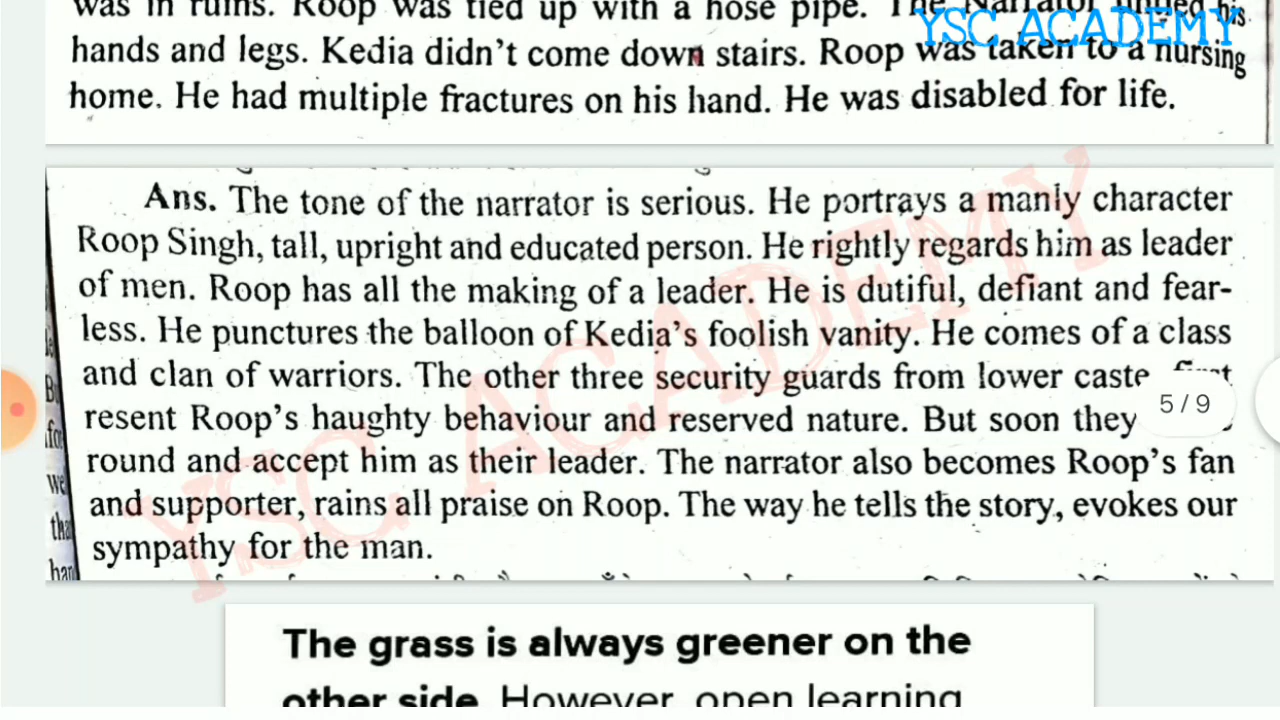 was in ruins. Roop was tied up with a hose pipe. The Narrator untied his
YSC ACADEMY
hands and legs. Kedia didn't come down stairs. Roop was taken to a nursing
home. He had multiple fractures on his hand. He was disabled for life.
Ans. The tone of the narrator is serious. He portrays a manly character
Roop Singh, tall, upright and educated person. He rightly regards him as leader
of men. Roop has all the making of a leader. He is dutiful, defiant and fear-
less. He punctures the balloon of Kedia's foolish vanity. He comes of a class
and clan of warriors. The other three security guards from lower caste first
resent Roop's haughty behaviour and reserved nature. But soon they
5/9
round and accept him as their leader. The narrator also becomes Roop's fan
and supporter, rains all praise on Roop. The way he tells the story, evokes our
sympathy for the man.
YSC ACADEMY
The grass is always greener on the
other side. However, open learning